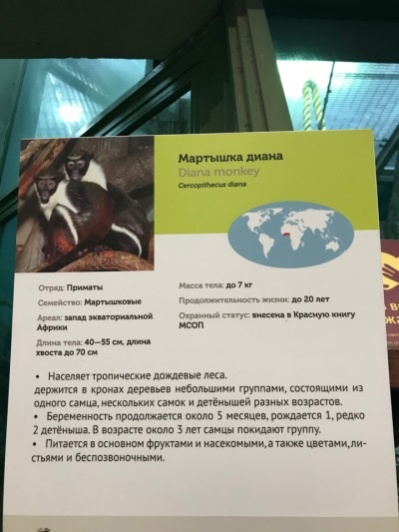 Мартышка диана
Diana monkey
Cercopithecus diana
Отряд: Приматы
Семейство: Мартышковые
Ареал: запад экваториальной
Африки
Длина тела: 40–55 см, длина
хвоста до 70 см
Масса тела: до 7 кг
Продолжительность жизни: до 20 лет
Охранный статус: внесена в Красную книгу
МСОП
• Населяет тропические дождевые леса.
держится в кронах деревьев небольшими группами, состоящими из
одного самца, нескольких самок и детёнышей разных возрастов.
• Беременность продолжается около 5 месяцев, рождается 1, редко
2 детёныша. В возрасте около 3 лет самцы покидают группу.
• Питается в основном фруктами и насекомыми, а также цветами, ли-
стьями и беспозвоночными.